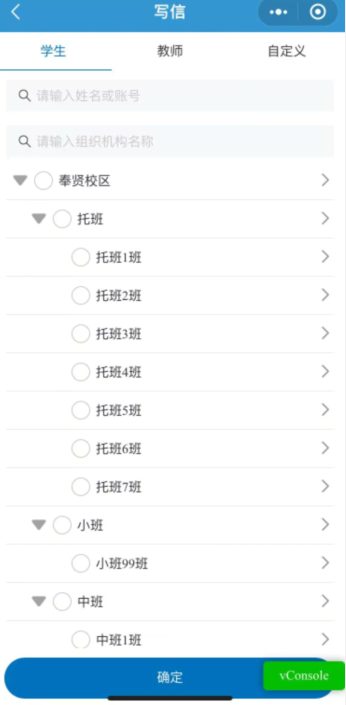 写信
学生 教师 自定义
请输入姓名或账号
请输入组织机构名称
奉贤校区
托班
托班1班
托班2班
托班3班
托班4班
托班5班
托班6班
托班7班
小班
小班99班
中班
中班1班
确定
vConsole